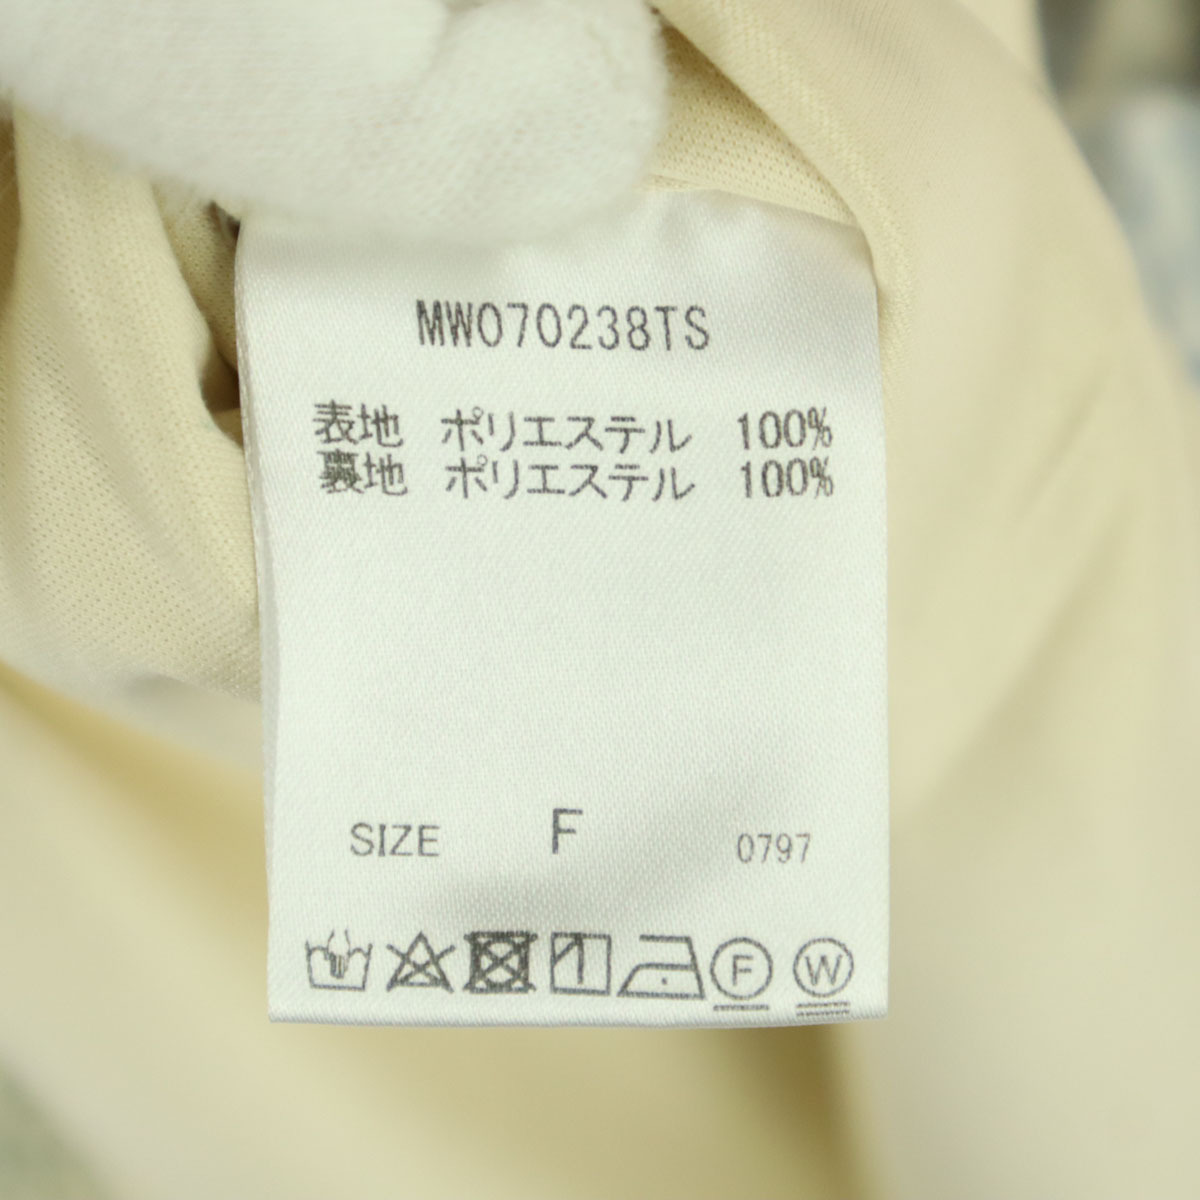 MW070238TS
表地 ポリエステル 100%
裏地 ポリエステル 100%
SIZE F 0797
F W